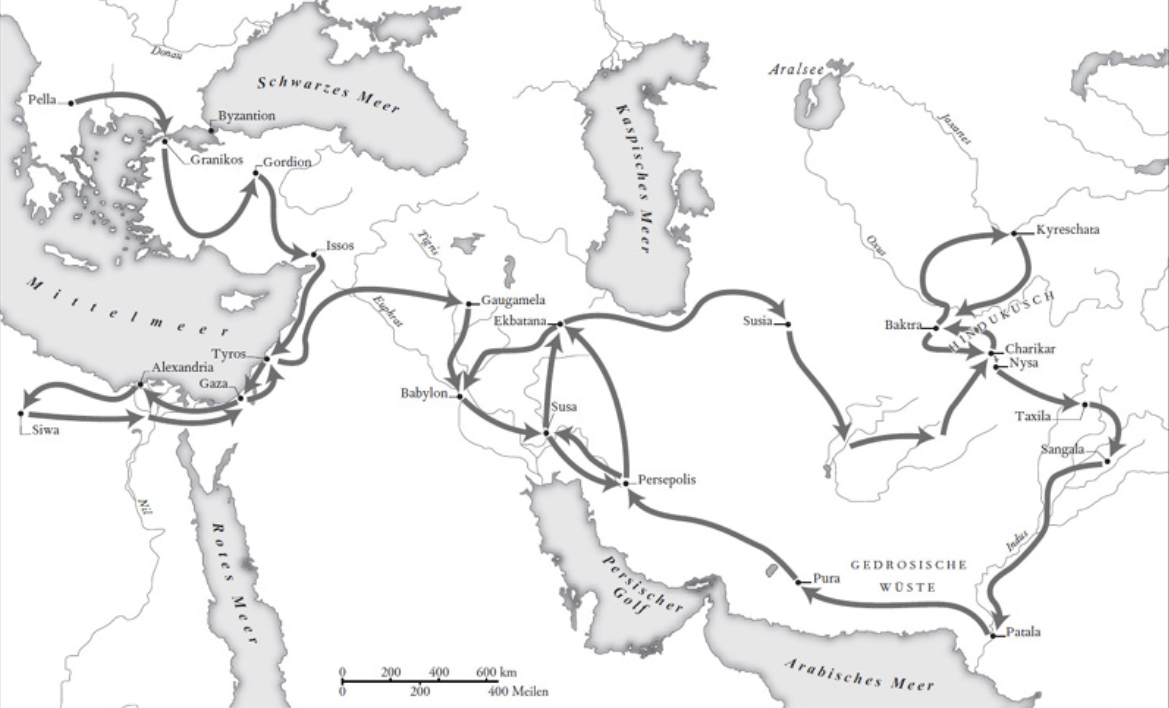 Donau
Schwarzes Meer
Pella
Byzantion
Granikos
Gordion
Issos
Mittelmeer
Tyros
Alexandria
Gaza
Siwa
Nil
Rotes Meer
Tigris
Euphrat
Gaugamela
Ekbatana
Babylon
Susa
Persepolis
Kaspisches Meer
Aralsee
Jaxartes
Oxus
Kyreschata
Susia
Baktra
HINDUKUSCH
Charikar
Nysa
Taxila
Sangala
Indus
GEDROSISCHE
WÜSTE
Pura
Patala
Persischer
Golf
Arabisches Meer
0 200 400 600 km
0 200 400 Meilen